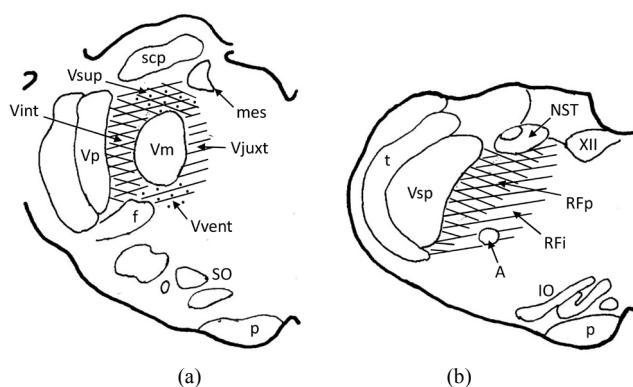 scp
Vsup
mes
Vint
Vp
Vm
Vjuxt
f
Vvent
SO
p
(a)
NST
XII
t
Vsp
RFp
RFi
A
IO
p
(b)